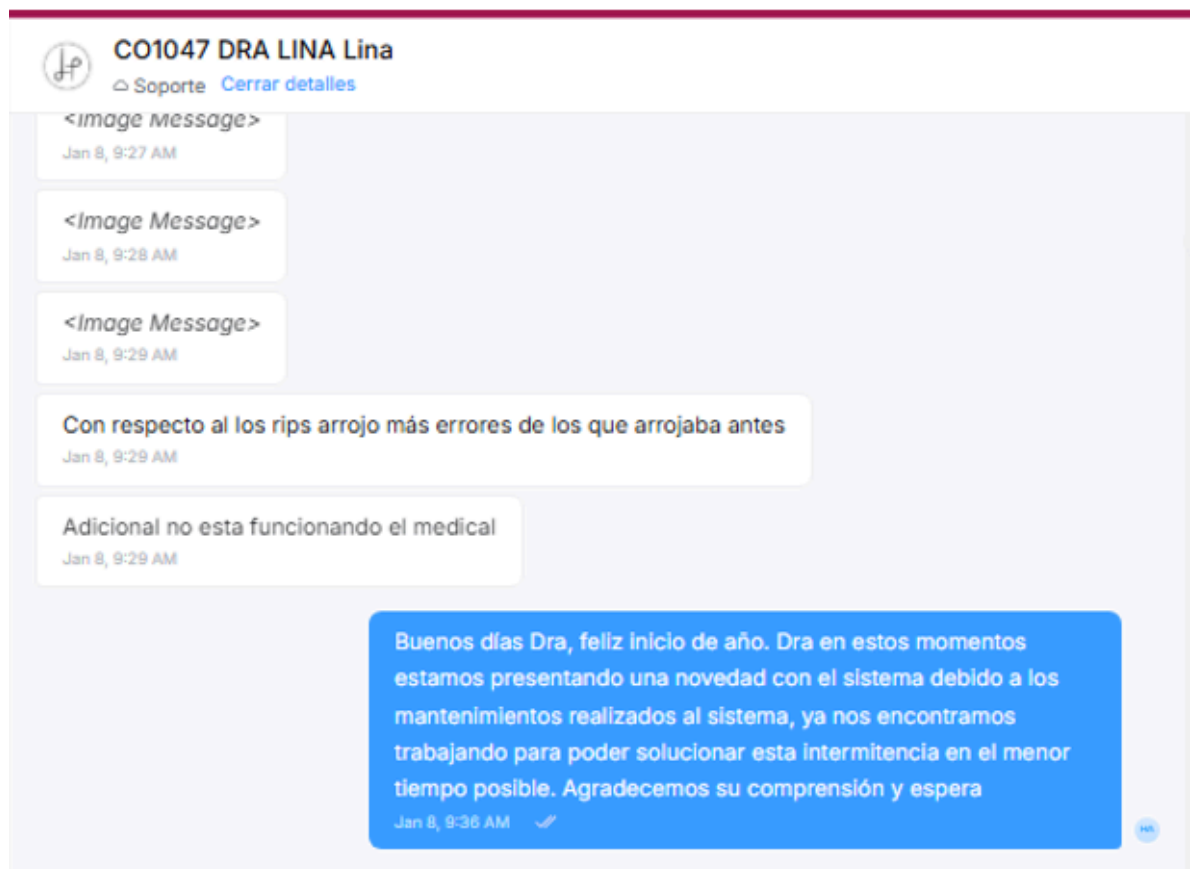 CO1047 DRA LINA Lina
Soporte Cerrar detalles
<Image Message>
Jan 8, 9:27 AM
<Image Message>
Jan 8, 9:28 AM
<Image Message>
Jan 8, 9:29 AM
Con respecto al los rips arrojo más errores de los que arrojaba antes
Jan 8, 9:29 AM
Adicional no esta funcionando el medical
Jan 8, 9:29 AM
Buenos días Dra, feliz inicio de año. Dra en estos momentos
estamos presentando una novedad con el sistema debido a los
mantenimientos realizados al sistema, ya nos encontramos
trabajando para poder solucionar esta intermitencia en el menor
tiempo posible. Agradecemos su comprensión y espera
Jan 8, 9:36 AM